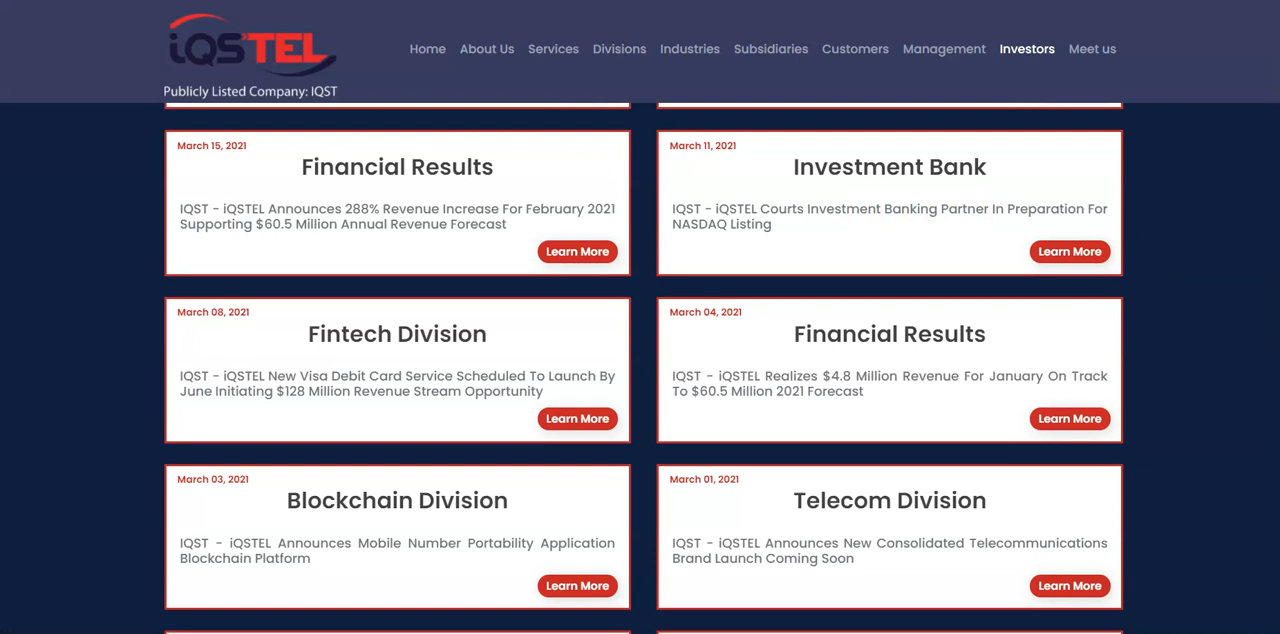 iQSTEL
Publicly Listed Company: IQST
Home About Us Services Divisions Industries Subsidiaries Customers Management Investors Meet us
March 15, 2021
Financial Results
IQST - iQSTEL Announces 288% Revenue Increase For February 2021
Supporting $60.5 Million Annual Revenue Forecast
Learn More
March 11, 2021
Investment Bank
IQST - iQSTEL Courts Investment Banking Partner In Preparation For
NASDAQ Listing
Learn More
March 08, 2021
Fintech Division
IQST - iQSTEL New Visa Debit Card Service Scheduled To Launch By
June Initiating $128 Million Revenue Stream Opportunity
Learn More
March 04, 2021
Financial Results
IQST - iQSTEL Realizes $4.8 Million Revenue For January On Track
To $60.5 Million 2021 Forecast
Learn More
March 03, 2021
Blockchain Division
IQST - iQSTEL Announces Mobile Number Portability Application
Blockchain Platform
Learn More
March 01, 2021
Telecom Division
IQST - iQSTEL Announces New Consolidated Telecommunications
Brand Launch Coming Soon
Learn More